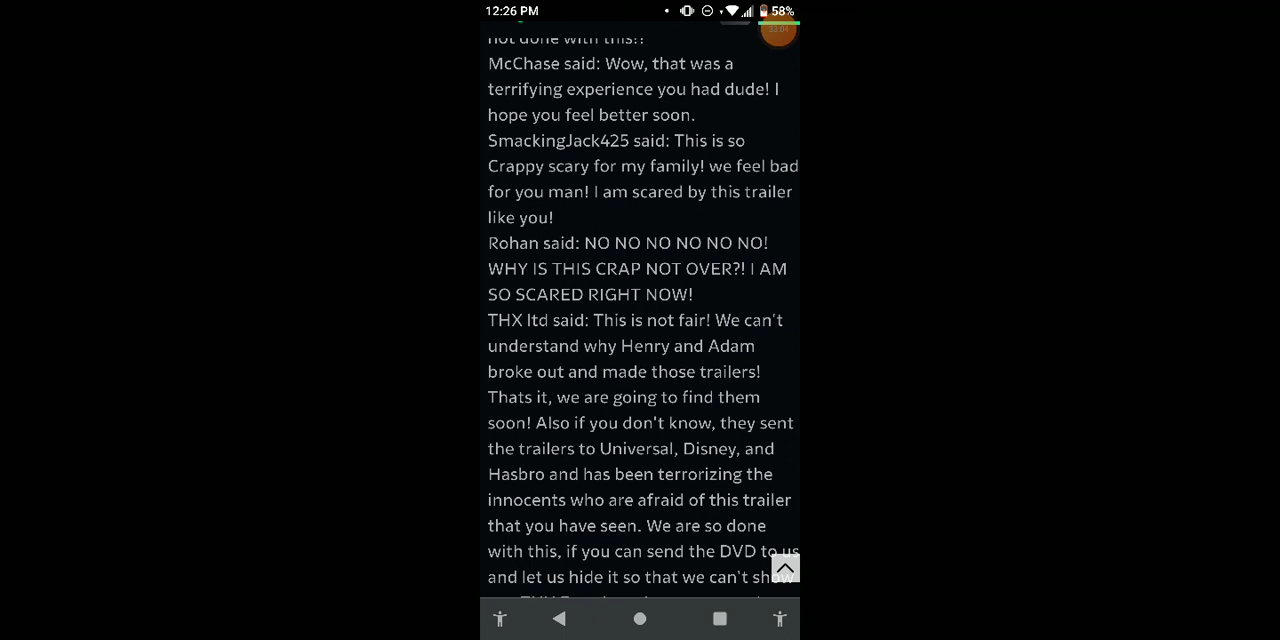 12:26 PM
58%
33:04
not done with this!!
McChase said: Wow, that was a
terrifying experience you had dude! I
hope you feel better soon.
SmackingJack425 said: This is so
Crappy scary for my family! we feel bad
for you man! I am scared by this trailer
like you!
Rohan said: NO NO NO NO NO NO!
WHY IS THIS CRAP NOT OVER?! I AM
SO SCARED RIGHT NOW!
THX ltd said: This is not fair! We can't
understand why Henry and Adam
broke out and made those trailers!
Thats it, we are going to find them
soon! Also if you don't know, they sent
the trailers to Universal, Disney, and
Hasbro and has been terrorizing the
innocents who are afraid of this trailer
that you have seen. We are so done
with this, if you can send the DVD to us
and let us hide it so that we can't show